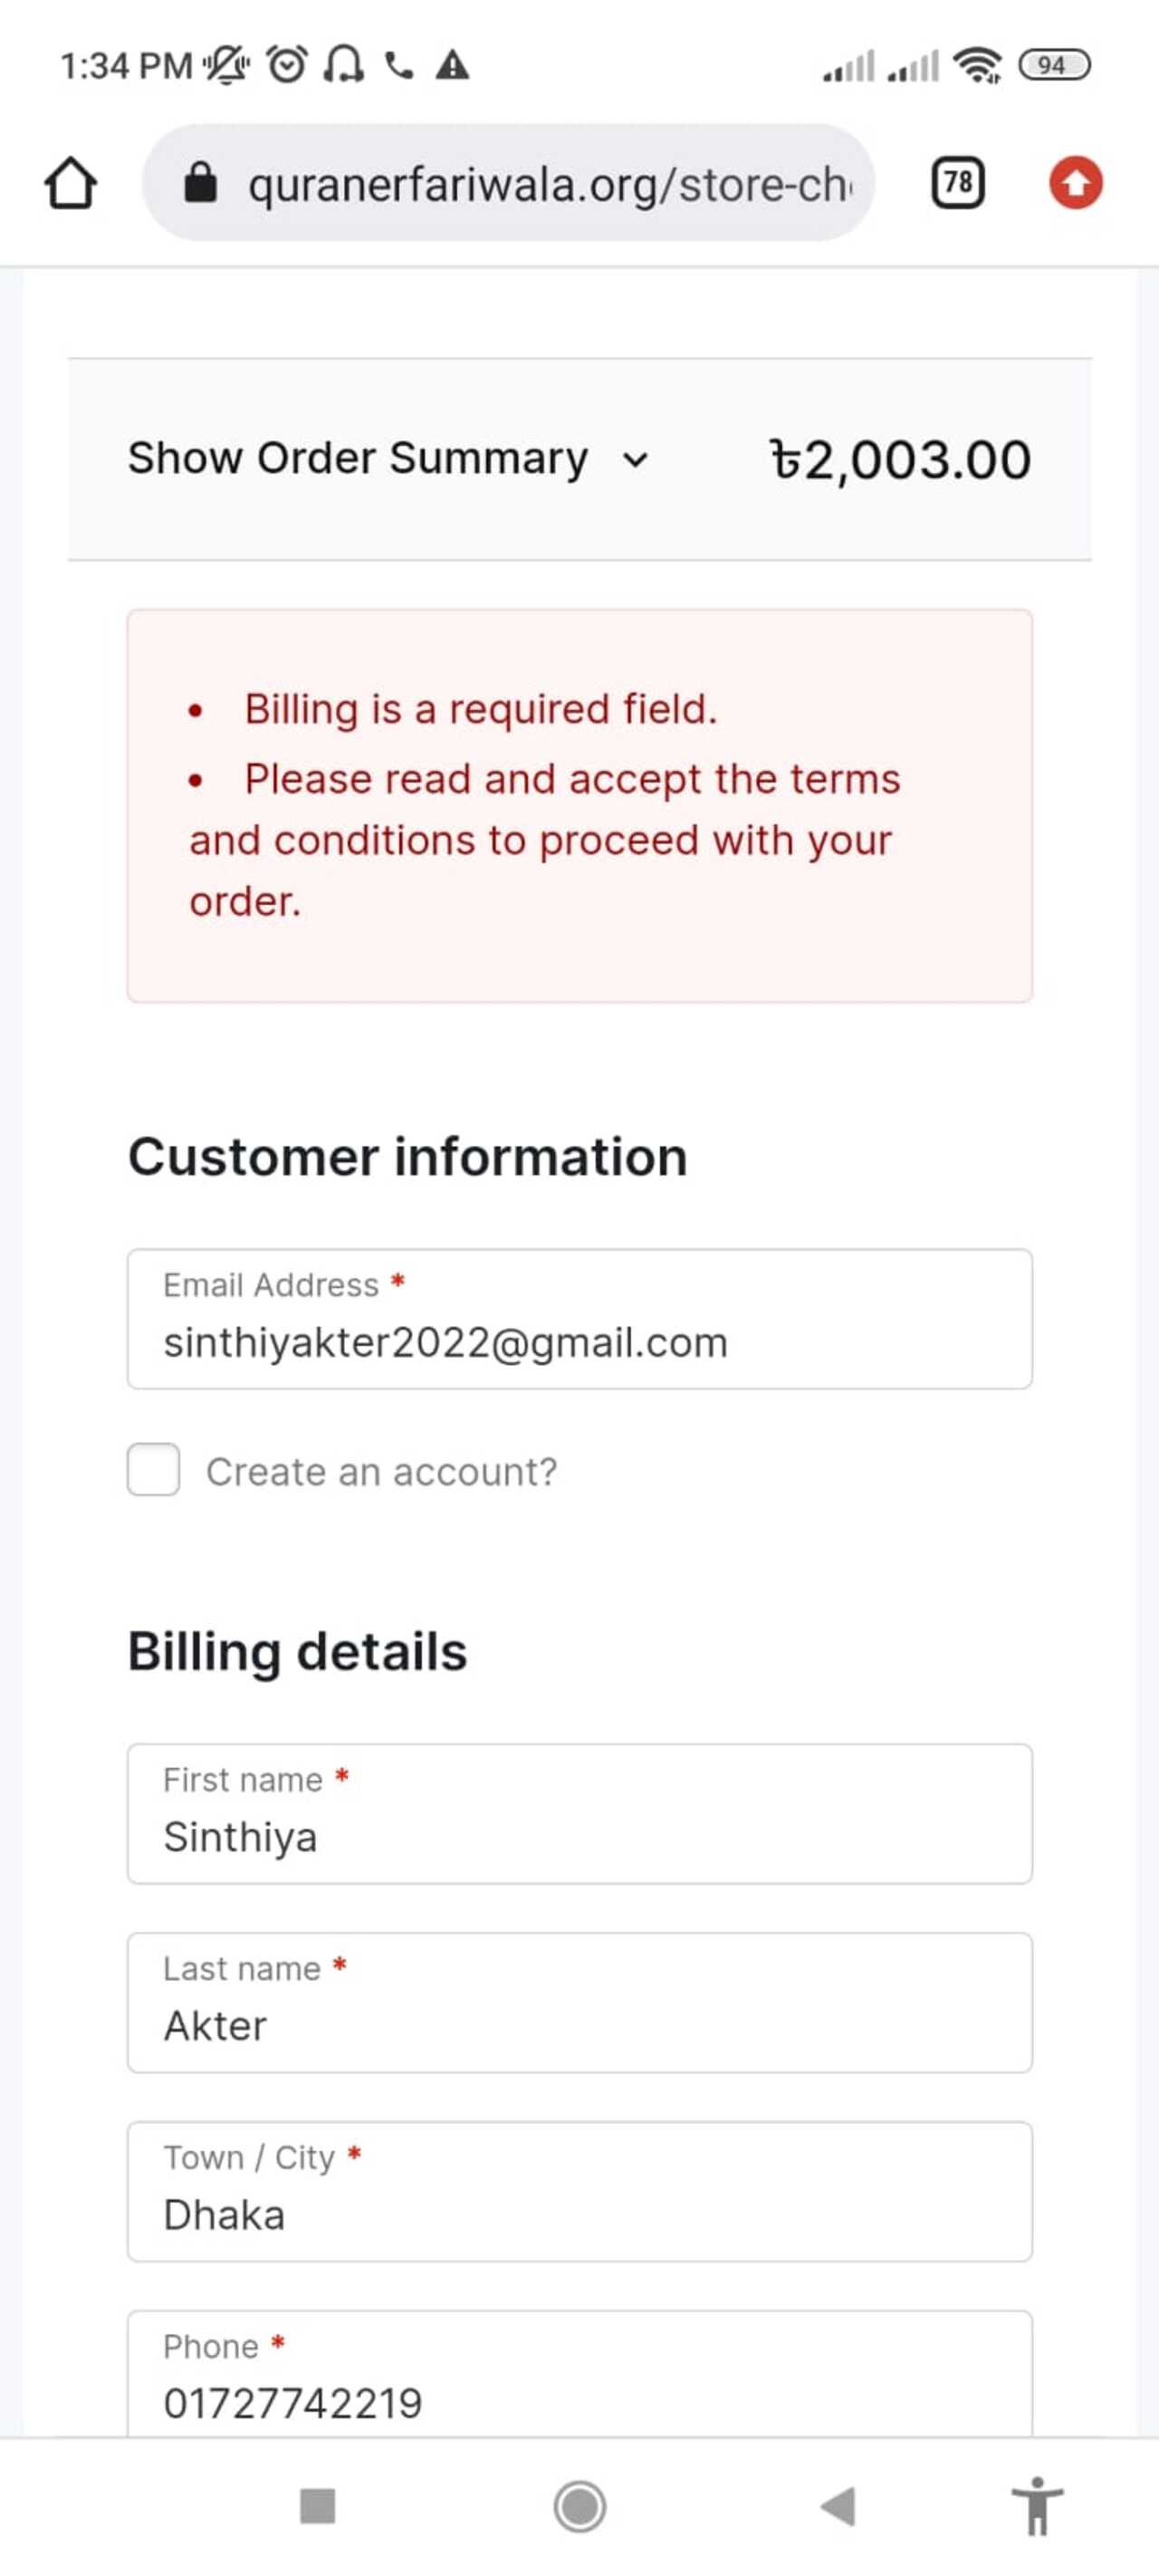 1:34 PM
94
quranerfariwala.org/store-ch
78
Show Order Summary ৳2,003.00
• Billing is a required field.
• Please read and accept the terms
and conditions to proceed with your
order.
Customer information
Email Address *
sinthiyakter2022@gmail.com
Create an account?
Billing details
First name *
Sinthiya
Last name *
Akter
Town / City *
Dhaka
Phone *
01727742219